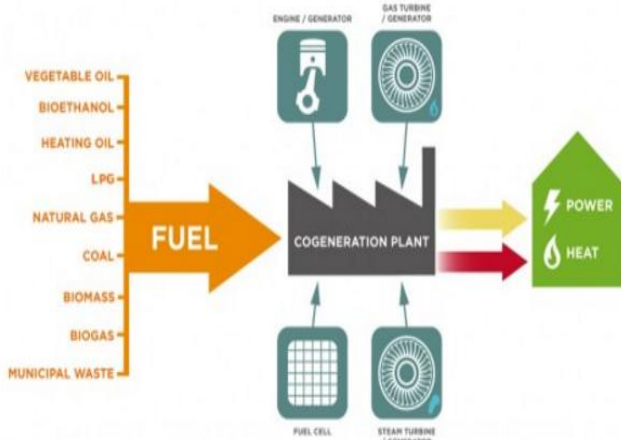 ENGINE / GENERATOR
GAS TURBINE
/ GENERATOR
VEGETABLE OIL
BIOETHANOL
HEATING OIL
LPG
NATURAL GAS
COAL
BIOMASS
BIOGAS
MUNICIPAL WASTE
FUEL
COGENERATION PLANT
POWER
HEAT
FUEL CELL
STEAM TURBINE
/ GENERATOR